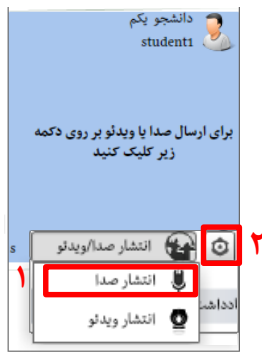 دانشجو یکم
student1
برای ارسال صدا یا ویدئو بر روی دکمه
زیر کلیک کنید
انتشار صدا/ویدئو
s
۲
۱
انتشار صدا
انتشار ویدئو